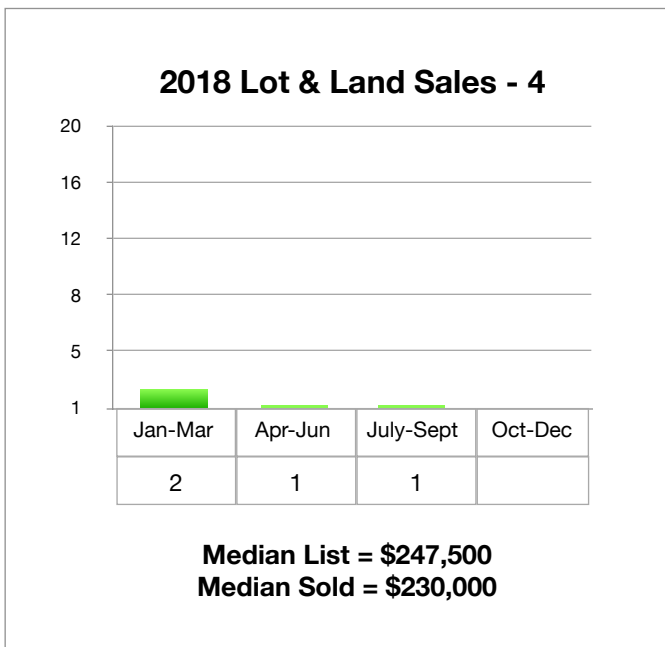 2018 Lot & Land Sales - 4
20
16
12
8
5
1
Jan-Mar Apr-Jun July-Sept Oct-Dec
2 1 1
Median List = $247,500
Median Sold = $230,000